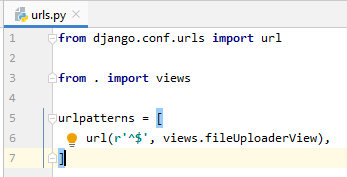 urls.py
1 from django.conf.urls import url
2
3 from . import views
4
5 urlpatterns = [
6     url(r'^$', views.fileUploaderView),
7 ]